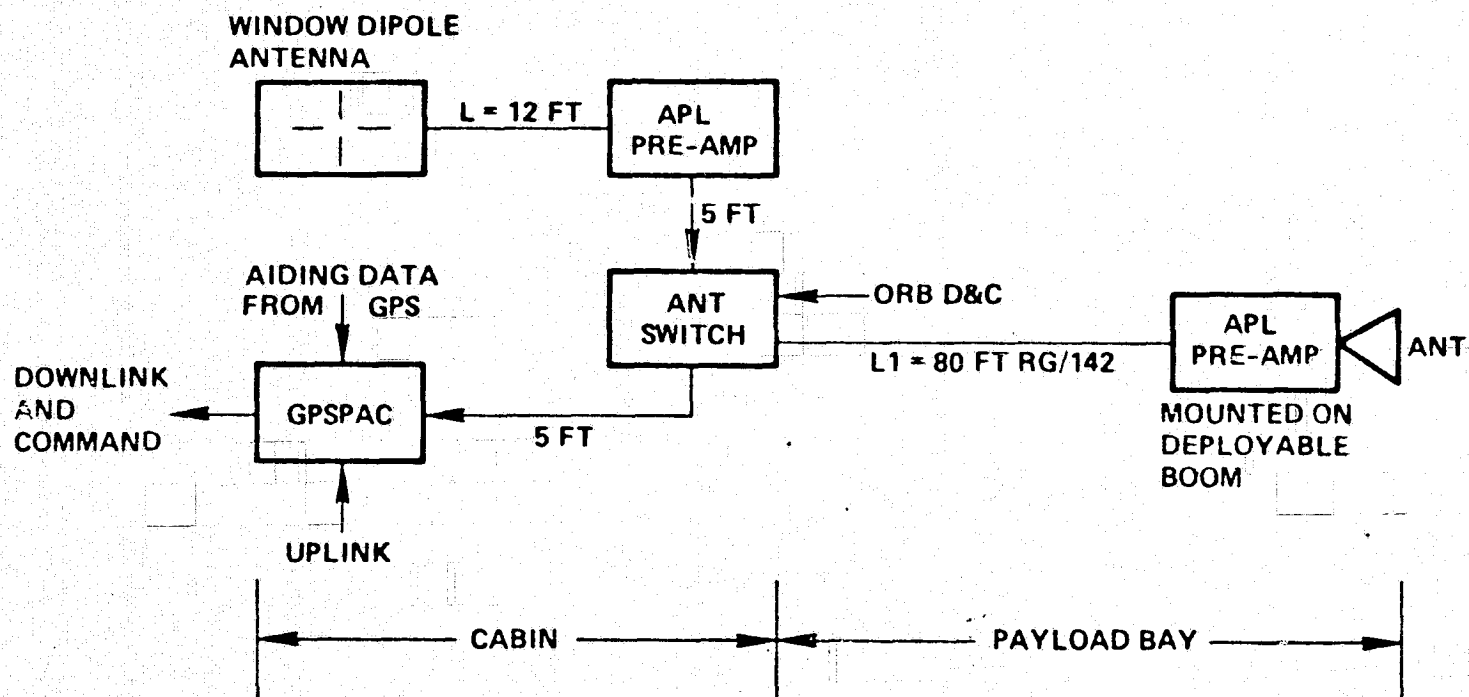 WINDOW DIPOLE
ANTENNA
L = 12 FT
APL
PRE-AMP
5 FT
AIDING DATA
FROM GPS
ANT
SWITCH
ORB D&C
L1 = 80 FT RG/142
APL
PRE-AMP
ANT
MOUNTED ON
DEPLOYABLE
BOOM
DOWNLINK
AND
COMMAND
GPSPAC
5 FT
UPLINK
CABIN
PAYLOAD BAY